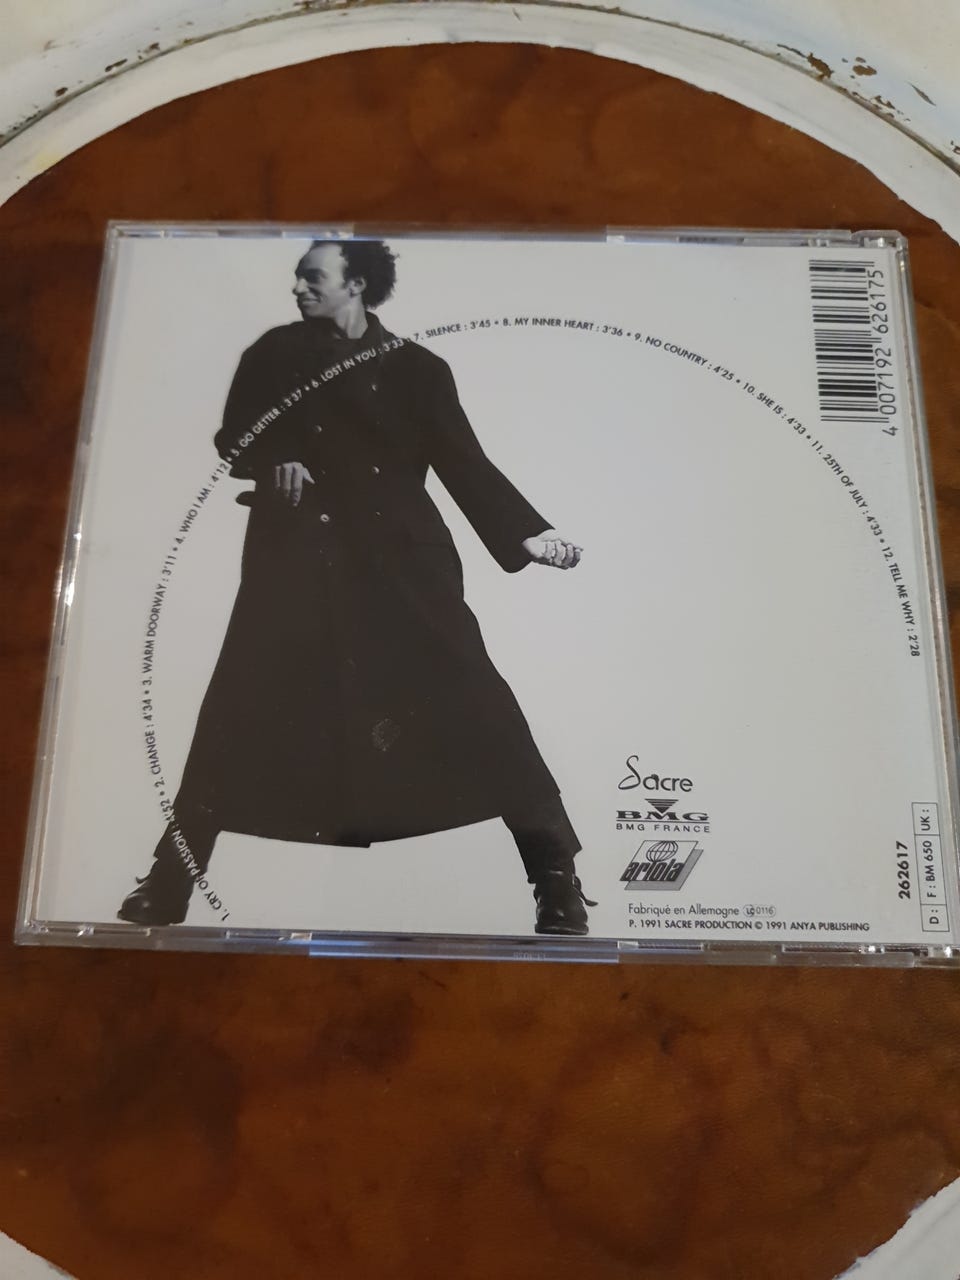 1. CRY OF PASSION : 4'52 • 2. CHANGE : 4'34 • 3. WARM DOORWAY : 3'11 • 4. WHO I AM : 4'12 • 5. GO GETTER : 3'37 • 6. LOST IN YOU : 3'33 • 7. SILENCE : 3'45 • 8. MY INNER HEART : 3'36 • 9. NO COUNTRY : 4'25 • 10. SHE IS : 4'33 • 11. 25TH OF JULY : 4'33 • 12. TELL ME WHY : 2'28
4 007192 626175
Sacre
BMG
BMG FRANCE
ariola
Fabriqué en Allemagne LC 0116
P. 1991 SACRE PRODUCTION © 1991 ANYA PUBLISHING
262617
D : F : BM 650 UK :